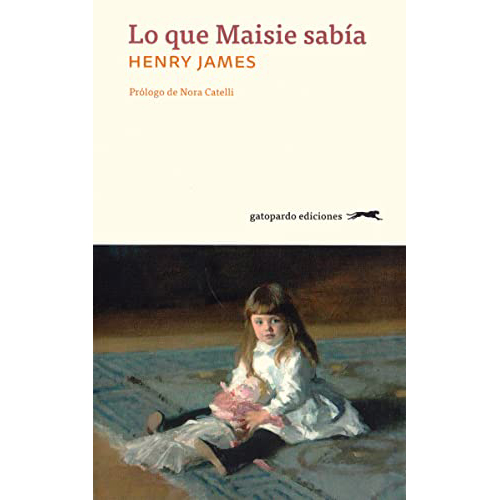 Lo que Maisie sabía
HENRY JAMES
Prólogo de Nora Catelli
gatopardo ediciones